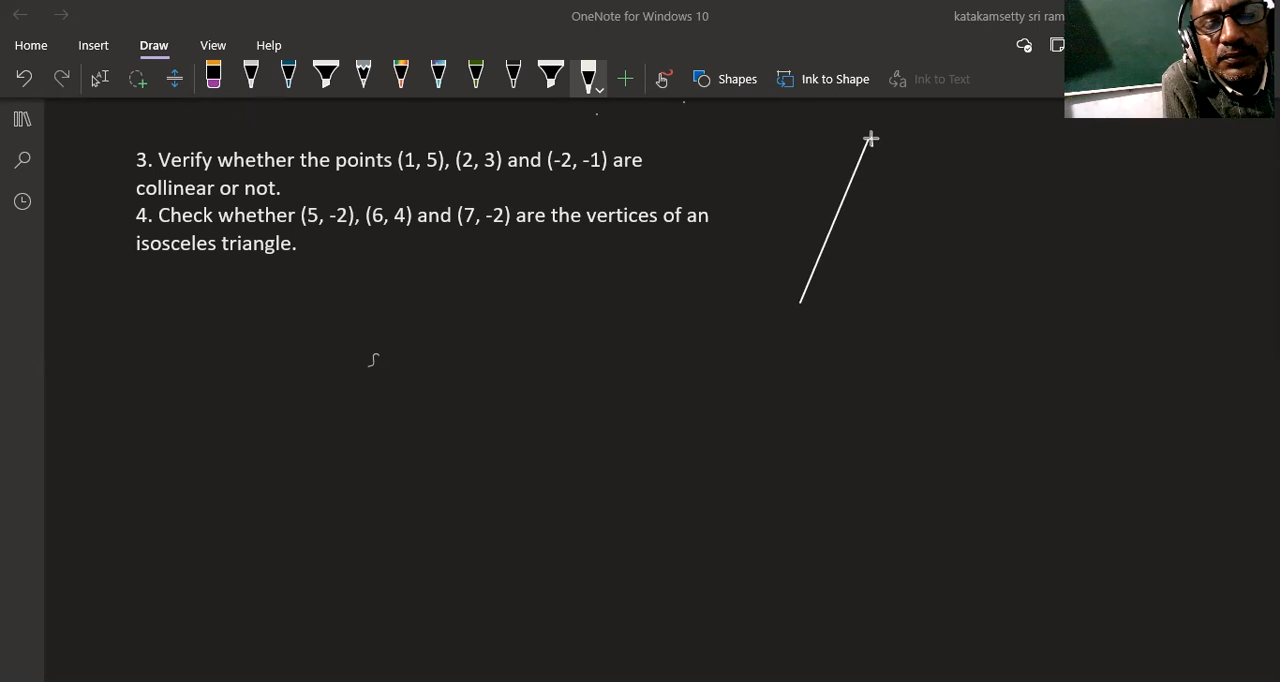 OneNote for Windows 10
katakamsetty sri ram
Home Insert Draw View Help
Shapes Ink to Shape Ink to Text
3. Verify whether the points (1, 5), (2, 3) and (-2, -1) are
collinear or not.
4. Check whether (5, -2), (6, 4) and (7, -2) are the vertices of an
isosceles triangle.